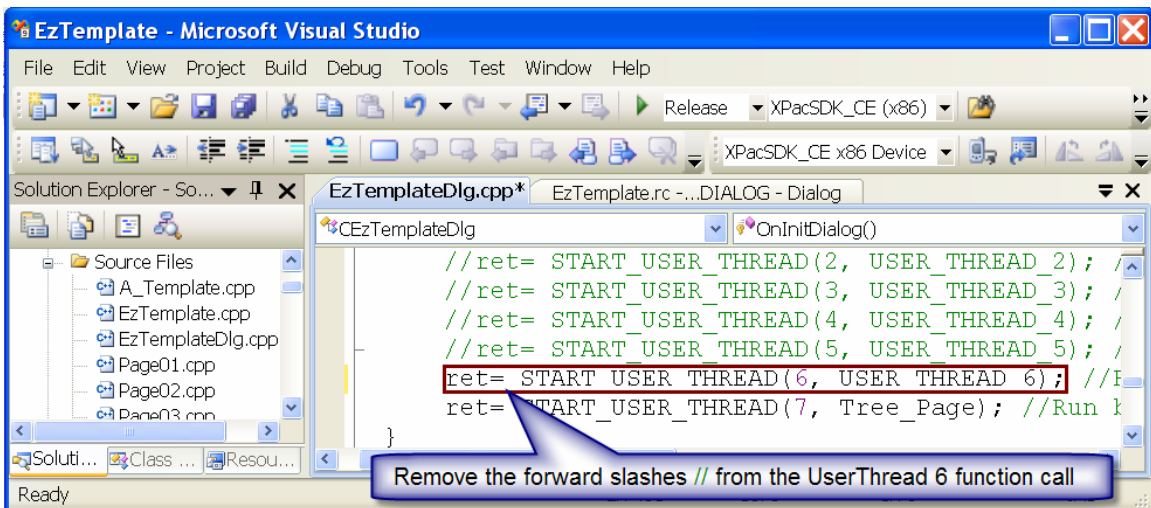 EzTemplate - Microsoft Visual Studio
File Edit View Project Build Debug Tools Test Window Help
Release XPacSDK_CE (x86)
XPacSDK_CE x86 Device
Solution Explorer - So...
EzTemplateDlg.cpp* EzTemplate.rc -...DIALOG - Dialog
CEzTemplateDlg OnInitDialog()
Source Files
A_Template.cpp
EzTemplate.cpp
EzTemplateDlg.cpp
Page01.cpp
Page02.cpp
Page03.cpp
//ret= START_USER_THREAD(2, USER_THREAD_2); /
//ret= START_USER_THREAD(3, USER_THREAD_3); /
//ret= START_USER_THREAD(4, USER_THREAD_4); /
//ret= START_USER_THREAD(5, USER_THREAD_5); /
ret= START_USER_THREAD(6, USER_THREAD_6); //
ret= START_USER_THREAD(7, Tree_Page); //Run
}
Soluti... Class ... Resou...
Remove the forward slashes // from the UserThread 6 function call
Ready